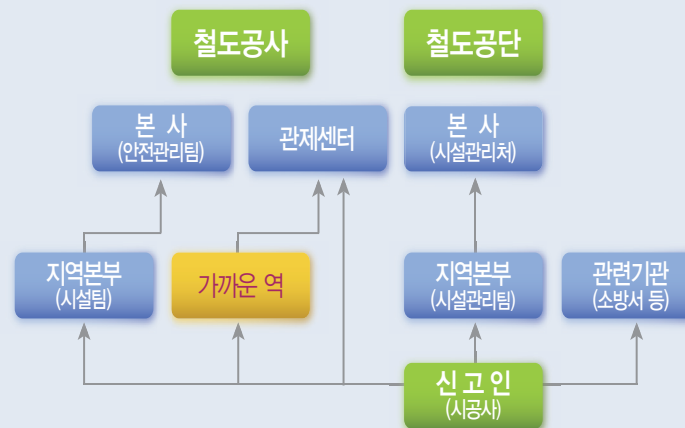 철도공사
철도공단
본 사
(안전관리팀)
관제센터
본 사
(시설관리처)
지역본부
(시설팀)
가까운 역
지역본부
(시설관리팀)
관련기관
(소방서 등)
신 고 인
(시공사)